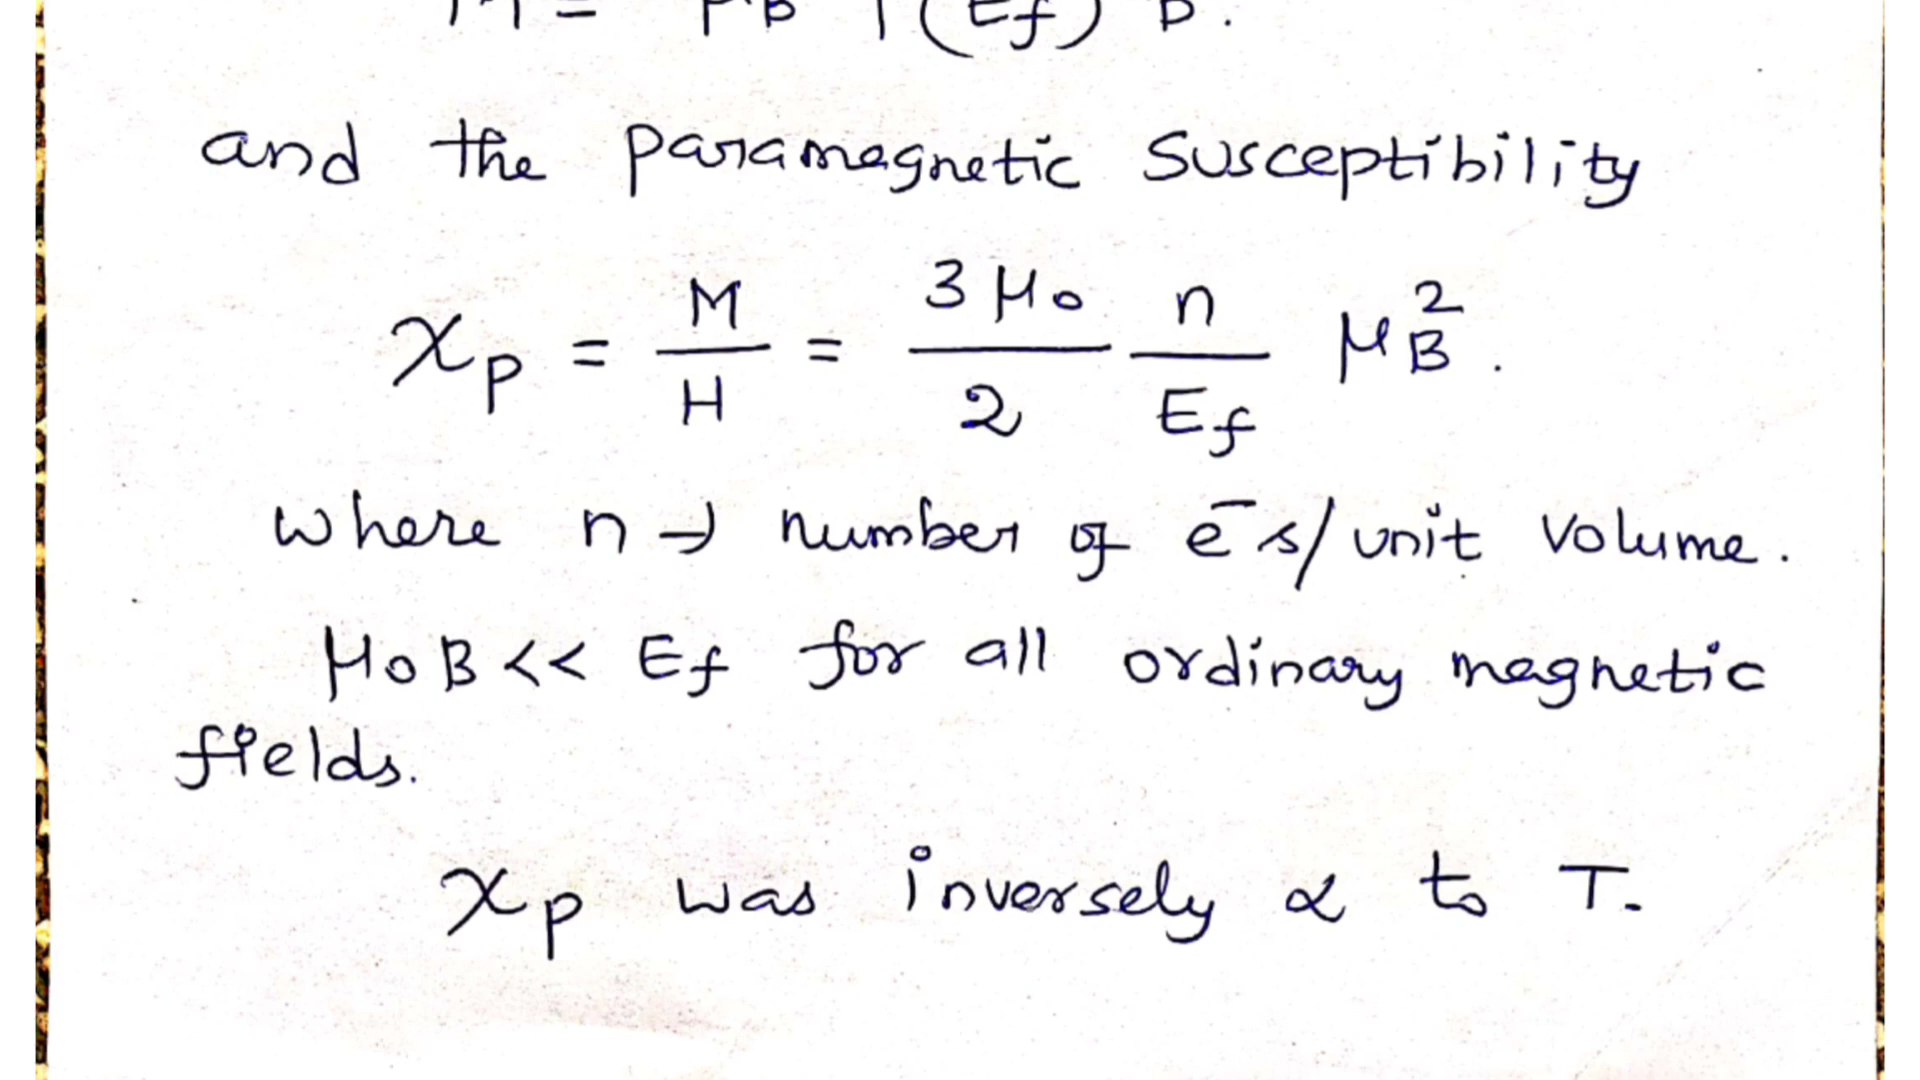 and the paramagnetic Susceptibility
χp = M/H = 3μ₀/2 n/Ef μB².
where n → number of e⁻s/unit volume.
μ₀B << Ef for all ordinary magnetic
fields.
χp was inversely α to T.